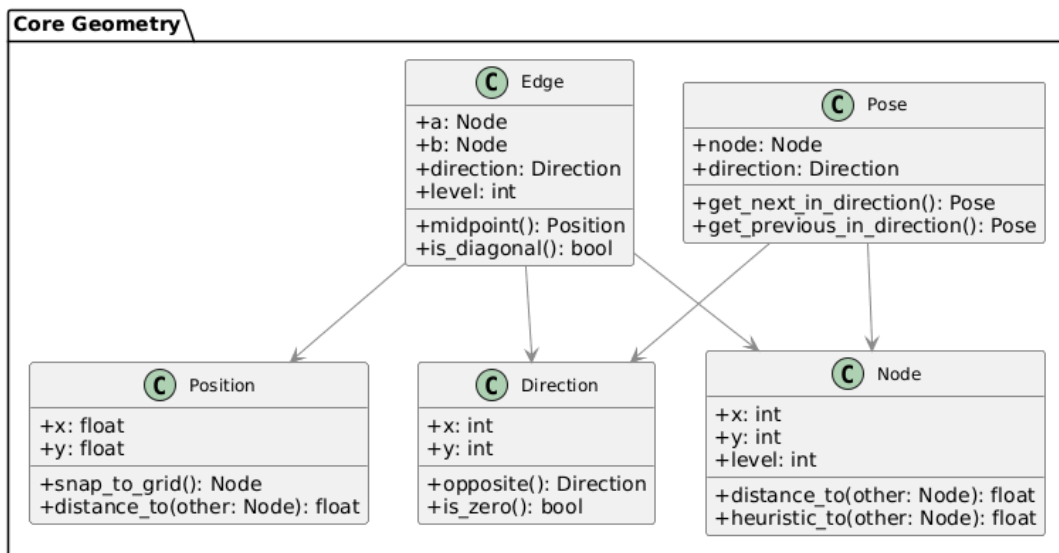 Core Geometry
C Edge
+a: Node
+b: Node
+direction: Direction
+level: int
+midpoint(): Position
+is_diagonal(): bool
C Pose
+node: Node
+direction: Direction
+get_next_in_direction(): Pose
+get_previous_in_direction(): Pose
C Position
+x: float
+y: float
+snap_to_grid(): Node
+distance_to(other: Node): float
C Direction
+x: int
+y: int
+opposite(): Direction
+is_zero(): bool
C Node
+x: int
+y: int
+level: int
+distance_to(other: Node): float
+heuristic_to(other: Node): float